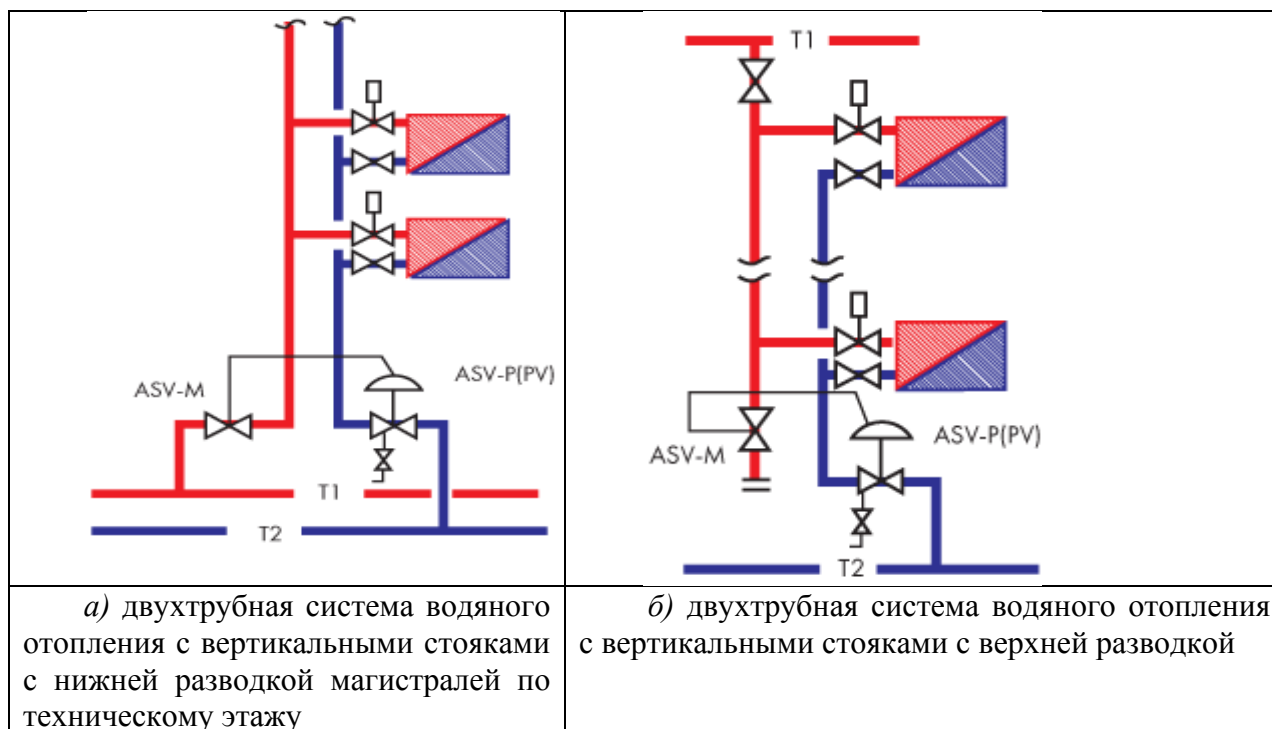 ASV-M
ASV-P(PV)
T1
T2
T1
ASV-M
ASV-P(PV)
T2
а) двухтрубная система водяного
отопления с вертикальными стояками
с нижней разводкой магистралей по
техническому этажу
б) двухтрубная система водяного отопления
с вертикальными стояками с верхней разводкой